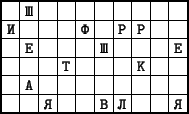 Ш
И Ф Р Р
Е Ш Е
Т К
А
Я В Л Я